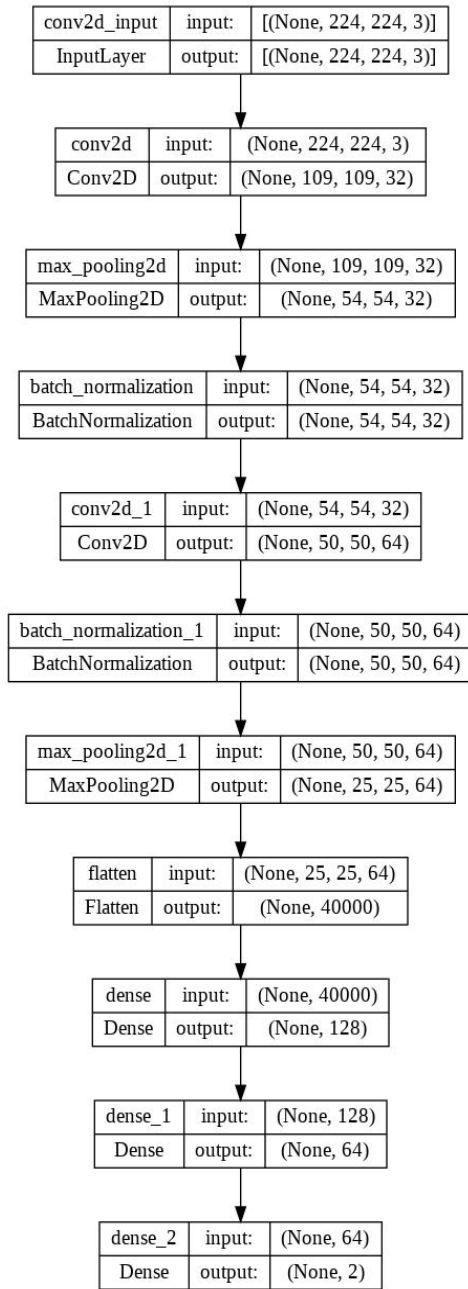 conv2d_input input: [(None, 224, 224, 3)]
InputLayer output: [(None, 224, 224, 3)]
conv2d input: (None, 224, 224, 3)
Conv2D output: (None, 109, 109, 32)
max_pooling2d input: (None, 109, 109, 32)
MaxPooling2D output: (None, 54, 54, 32)
batch_normalization input: (None, 54, 54, 32)
BatchNormalization output: (None, 54, 54, 32)
conv2d_1 input: (None, 54, 54, 32)
Conv2D output: (None, 50, 50, 64)
batch_normalization_1 input: (None, 50, 50, 64)
BatchNormalization output: (None, 50, 50, 64)
max_pooling2d_1 input: (None, 50, 50, 64)
MaxPooling2D output: (None, 25, 25, 64)
flatten input: (None, 25, 25, 64)
Flatten output: (None, 40000)
dense input: (None, 40000)
Dense output: (None, 128)
dense_1 input: (None, 128)
Dense output: (None, 64)
dense_2 input: (None, 64)
Dense output: (None, 2)